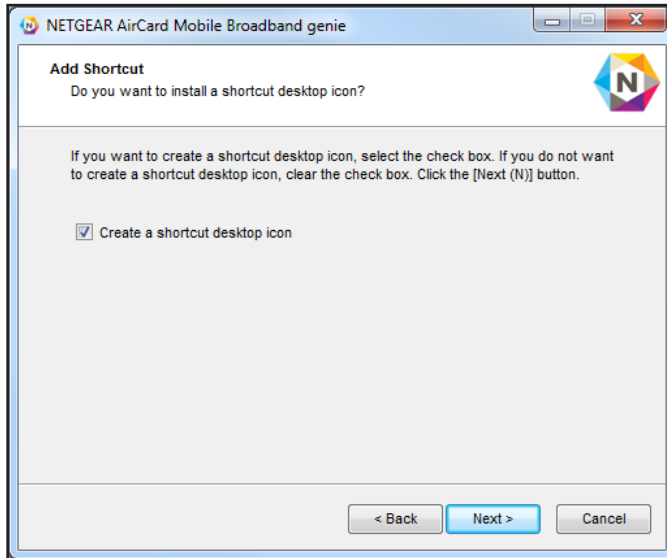 NETGEAR AirCard Mobile Broadband genie
Add Shortcut
Do you want to install a shortcut desktop icon?
N
If you want to create a shortcut desktop icon, select the check box. If you do not want
to create a shortcut desktop icon, clear the check box. Click the [Next (N)] button.
Create a shortcut desktop icon
< Back Next > Cancel